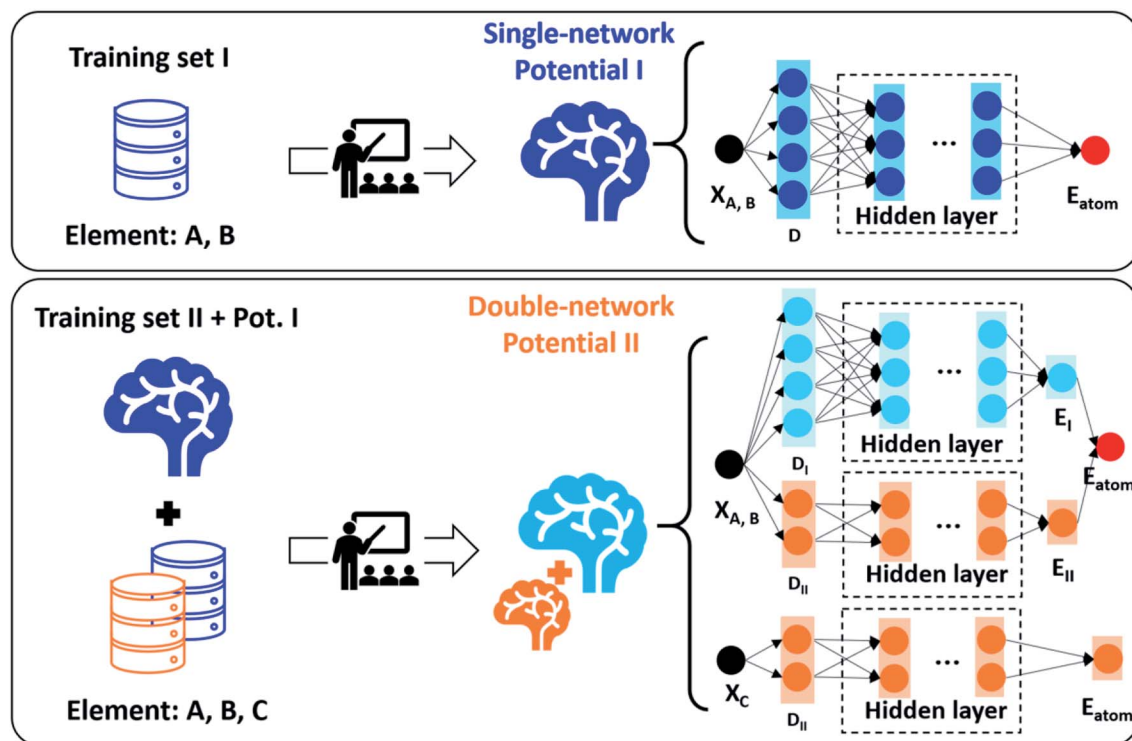 Training set I
Element: A, B
Single-network
Potential I
X_A, B
D
...
Hidden layer
E_atom
Training set II + Pot. I
Element: A, B, C
Double-network
Potential II
X_A, B
D_I
...
Hidden layer
E_I
D_II
...
Hidden layer
E_II
E_atom
X_C
D_II
...
Hidden layer
E_atom